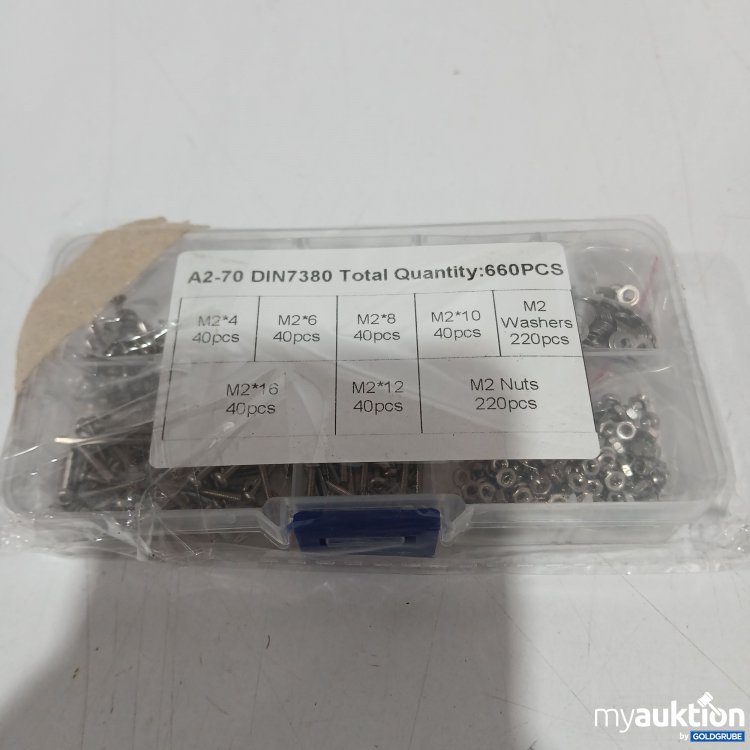 A2-70 DIN7380 Total Quantity:660PCS
M2*4
40pcs
M2*6
40pcs
M2*8
40pcs
M2*10
40pcs
M2
Washers
220pcs
M2*16
40pcs
M2*12
40pcs
M2 Nuts
220pcs
myauktion
by GOLDGRUBE